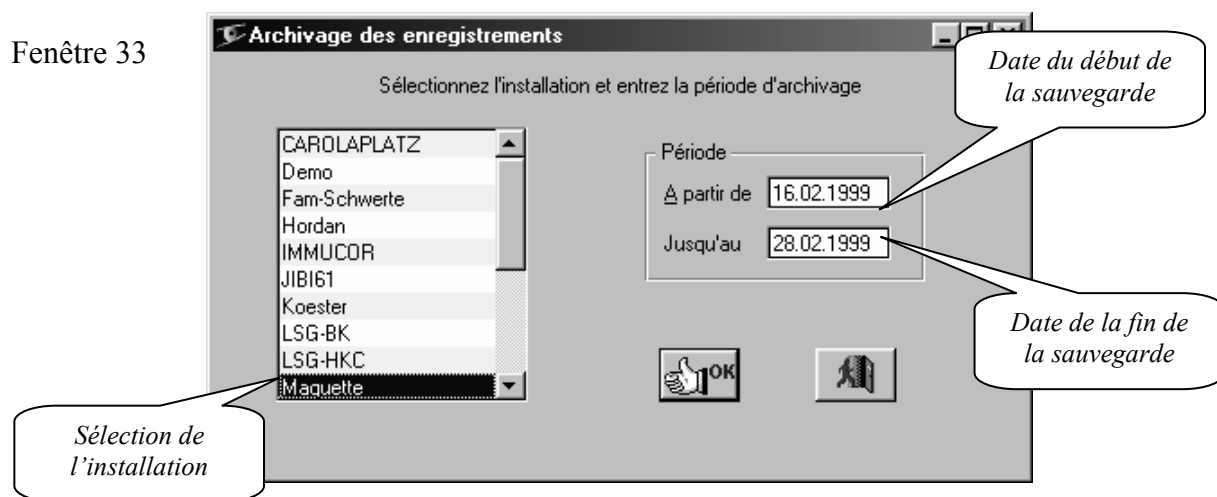 Fenêtre 33
Archivage des enregistrements
Sélectionnez l'installation et entrez la période d'archivage
CAROLAPLATZ
Demo
Fam-Schwerte
Hordan
IMMUCOR
JIBI61
Koester
LSG-BK
LSG-HKC
Maquette
Période
A partir de 16.02.1999
Jusqu'au 28.02.1999
OK
Date du début de
la sauvegarde
Date de la fin de
la sauvegarde
Sélection de
l’installation